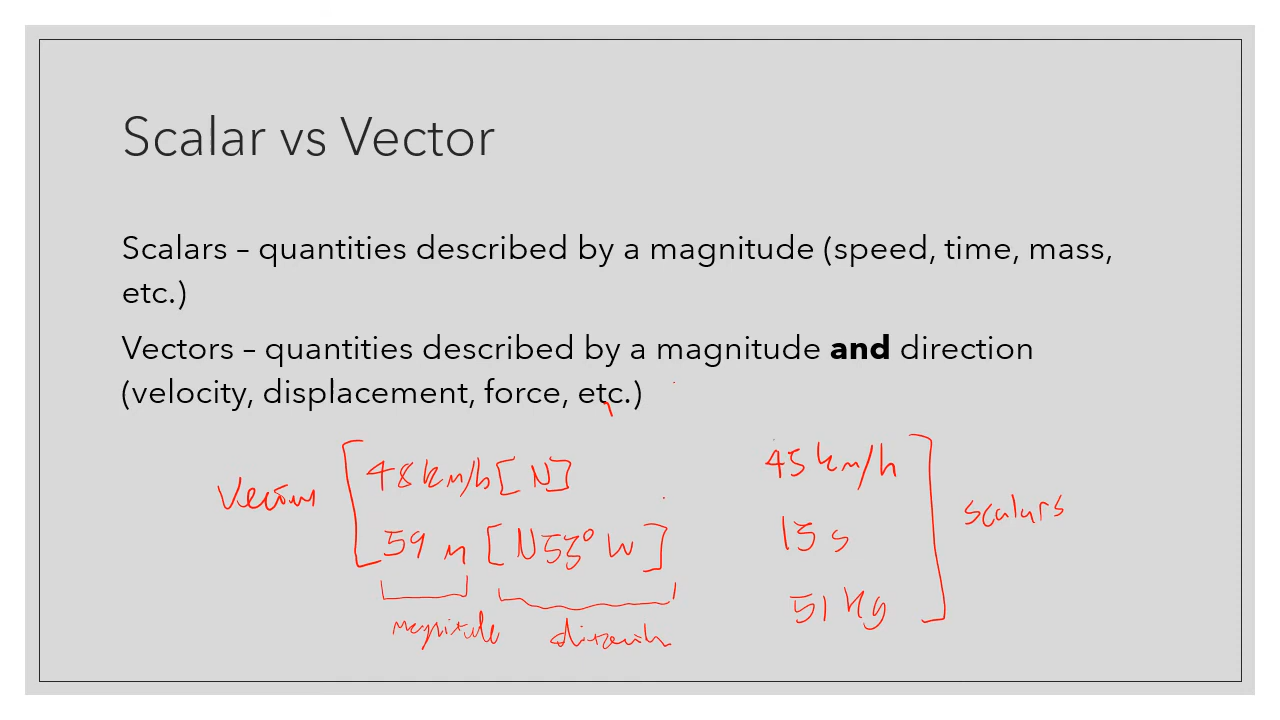 Scalar vs Vector
Scalars – quantities described by a magnitude (speed, time, mass,
etc.)
Vectors – quantities described by a magnitude and direction
(velocity, displacement, force, etc.)
48 km/h [N]
45 km/h
Vectors
scalars
59 m [N53° W]
15 s
51 kg
magnitude
direction